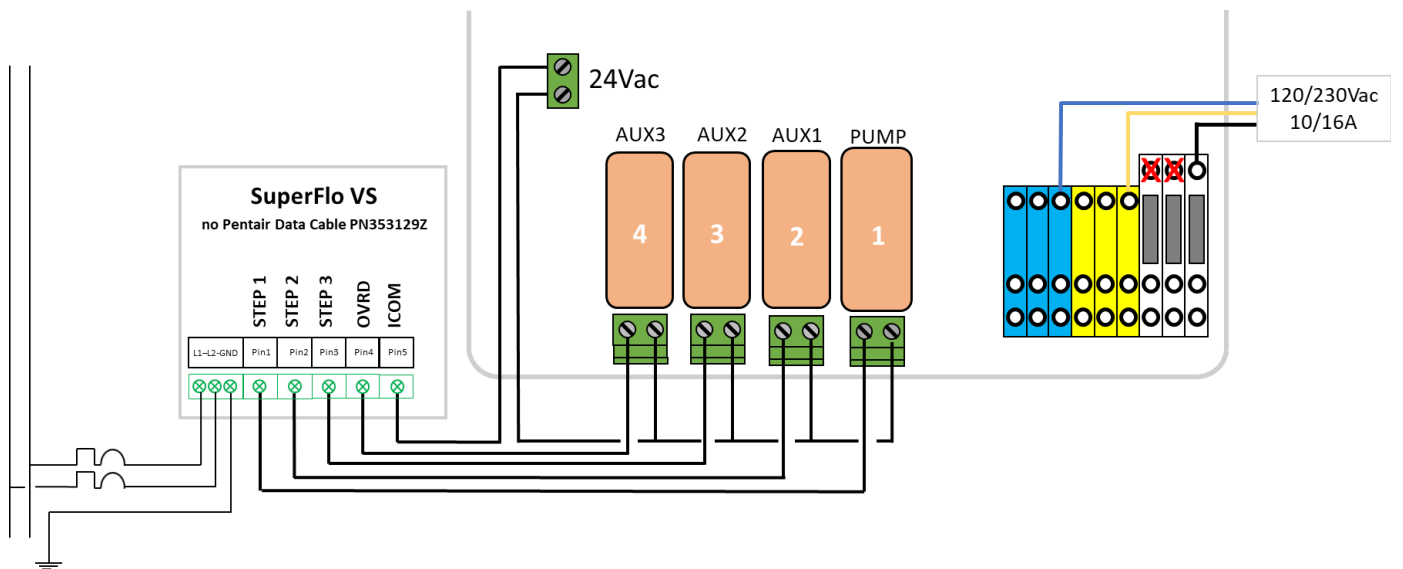 24Vac
120/230Vac
10/16A
AUX3 AUX2 AUX1 PUMP
SuperFlo VS
no Pentair Data Cable PN353129Z
4 3 2 1
STEP 1
STEP 2
STEP 3
OVRD
ICOM
L1–L2-GND Pin1 Pin2 Pin3 Pin4 Pin5